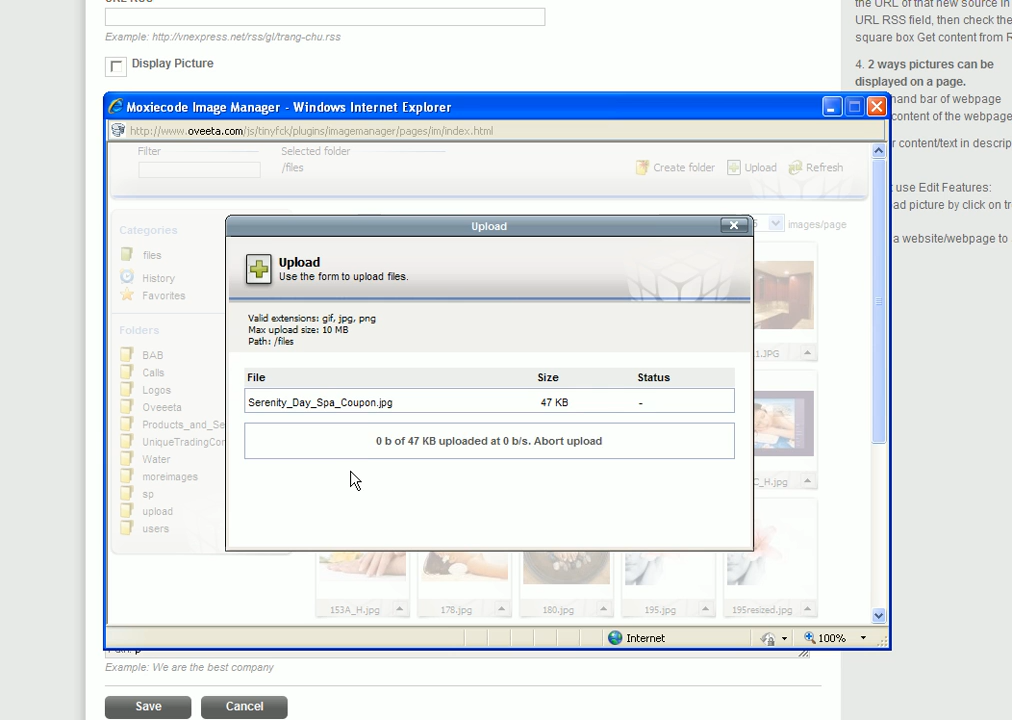 Example: http://vnexpress.net/rss/gl/trang-chu.rss
Display Picture
the URL of that new source in
URL RSS field, then check the
square box Get content from R
4. 2 ways pictures can be
displayed on a page.
hand bar of webpage
content of the webpage
r content/text in descrip
use Edit Features:
ad picture by click on tr
a website/webpage to
Moxiecode Image Manager - Windows Internet Explorer
http://www.oveeta.com/js/tinyfck/plugins/imagemanager/pages/im/index.html
Filter
Selected folder
/files
Create folder
Upload
Refresh
images/page
Categories
files
History
Favorites
Folders
BAB
Calls
Logos
Oveeeta
Products_and_Se
UniqueTradingCor
Water
moreimages
sp
upload
users
Upload
Upload
Use the form to upload files.
Valid extensions: gif, jpg, png
Max upload size: 10 MB
Path: /files
File Size Status
Serenity_Day_Spa_Coupon.jpg 47 KB -
0 b of 47 KB uploaded at 0 b/s. Abort upload
1.JPG
C_H.jpg
153A_H.jpg
178.jpg
180.jpg
195.jpg
195resized.jpg
Internet
100%
Example: We are the best company
Save
Cancel